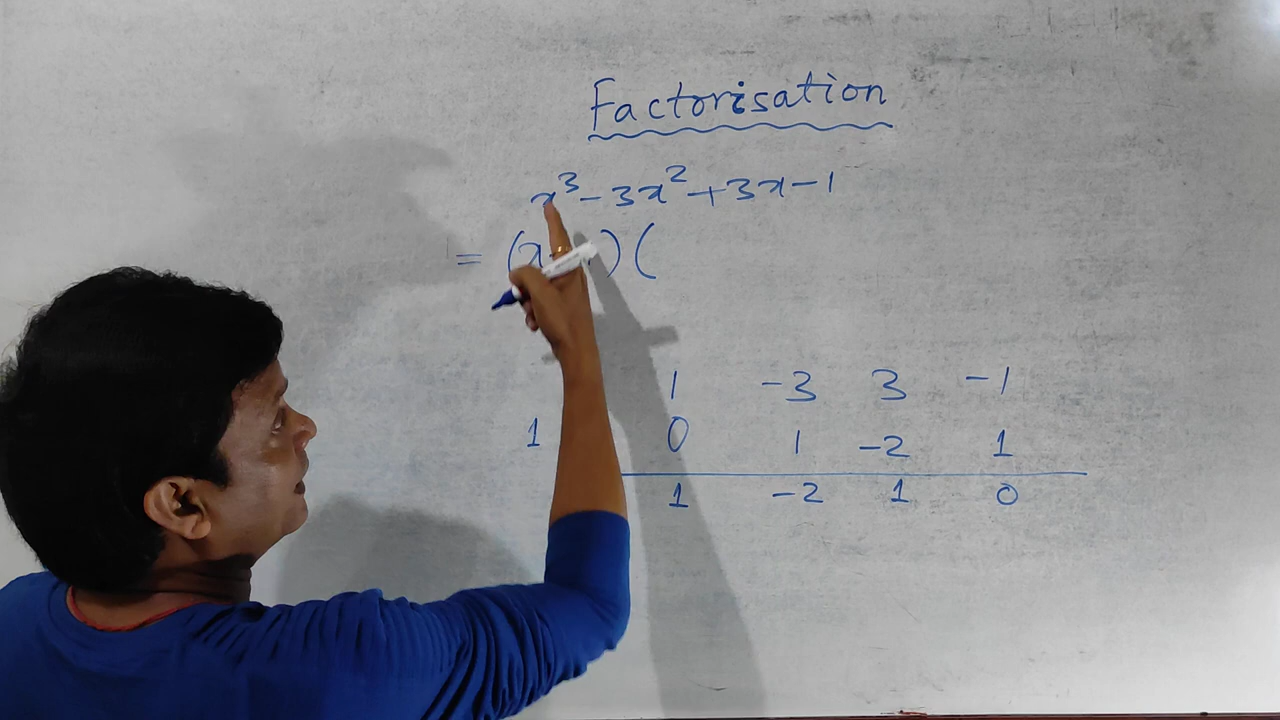 Factorisation
x³ - 3x² + 3x - 1
= (x ) (
1 -3 3 -1
1 0 1 -2 1
1 -2 1 0